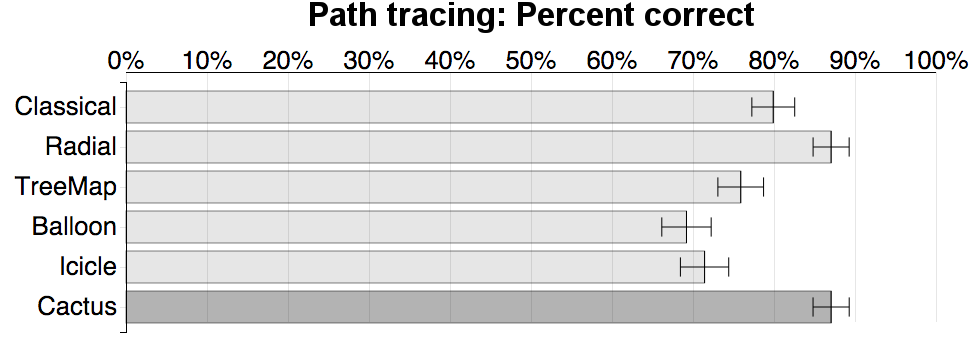 Path tracing: Percent correct
0% 10% 20% 30% 40% 50% 60% 70% 80% 90% 100%
Classical
Radial
TreeMap
Balloon
Icicle
Cactus